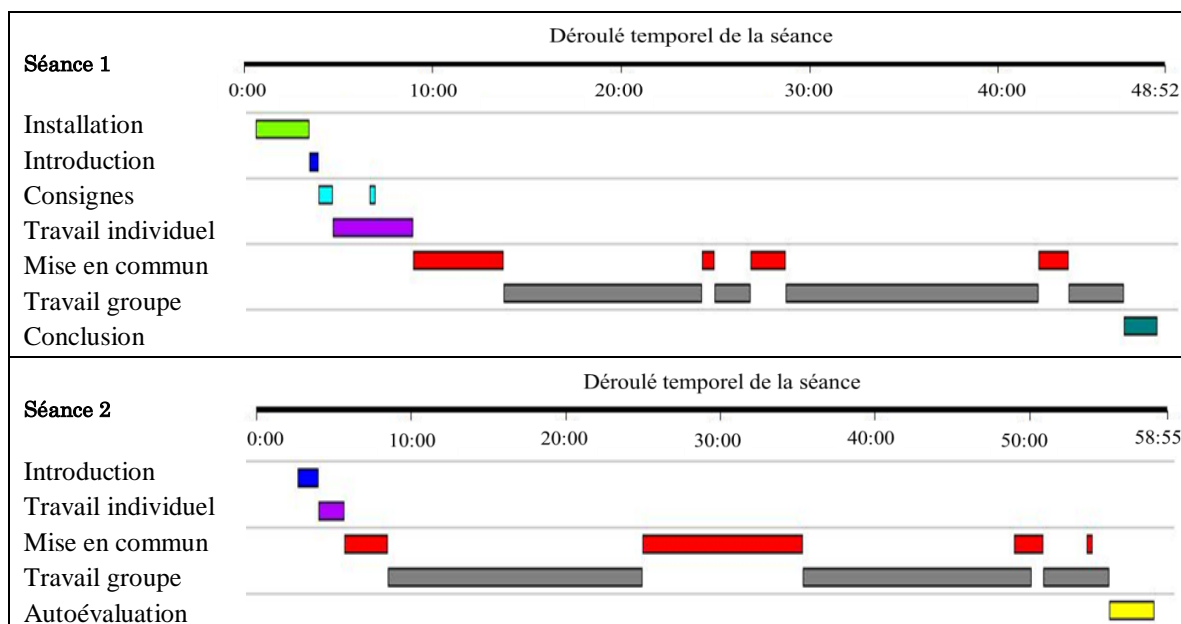 Déroulé temporel de la séance
Séance 1
0:00 10:00 20:00 30:00 40:00 48:52
Installation
Introduction
Consignes
Travail individuel
Mise en commun
Travail groupe
Conclusion
Déroulé temporel de la séance
Séance 2
0:00 10:00 20:00 30:00 40:00 50:00 58:55
Introduction
Travail individuel
Mise en commun
Travail groupe
Autoévaluation